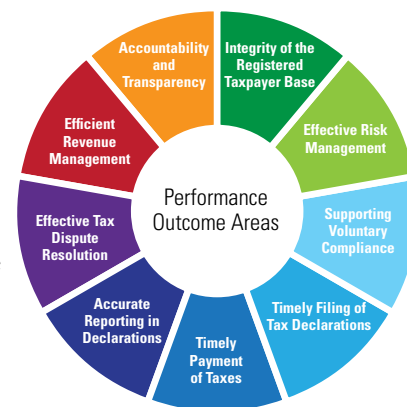 Performance
Outcome Areas
Integrity of the
Registered
Taxpayer Base
Effective Risk
Management
Supporting
Voluntary
Compliance
Timely Filing of
Tax Declarations
Timely
Payment
of Taxes
Accurate
Reporting in
Declarations
Effective Tax
Dispute
Resolution
Efficient
Revenue
Management
Accountability
and
Transparency